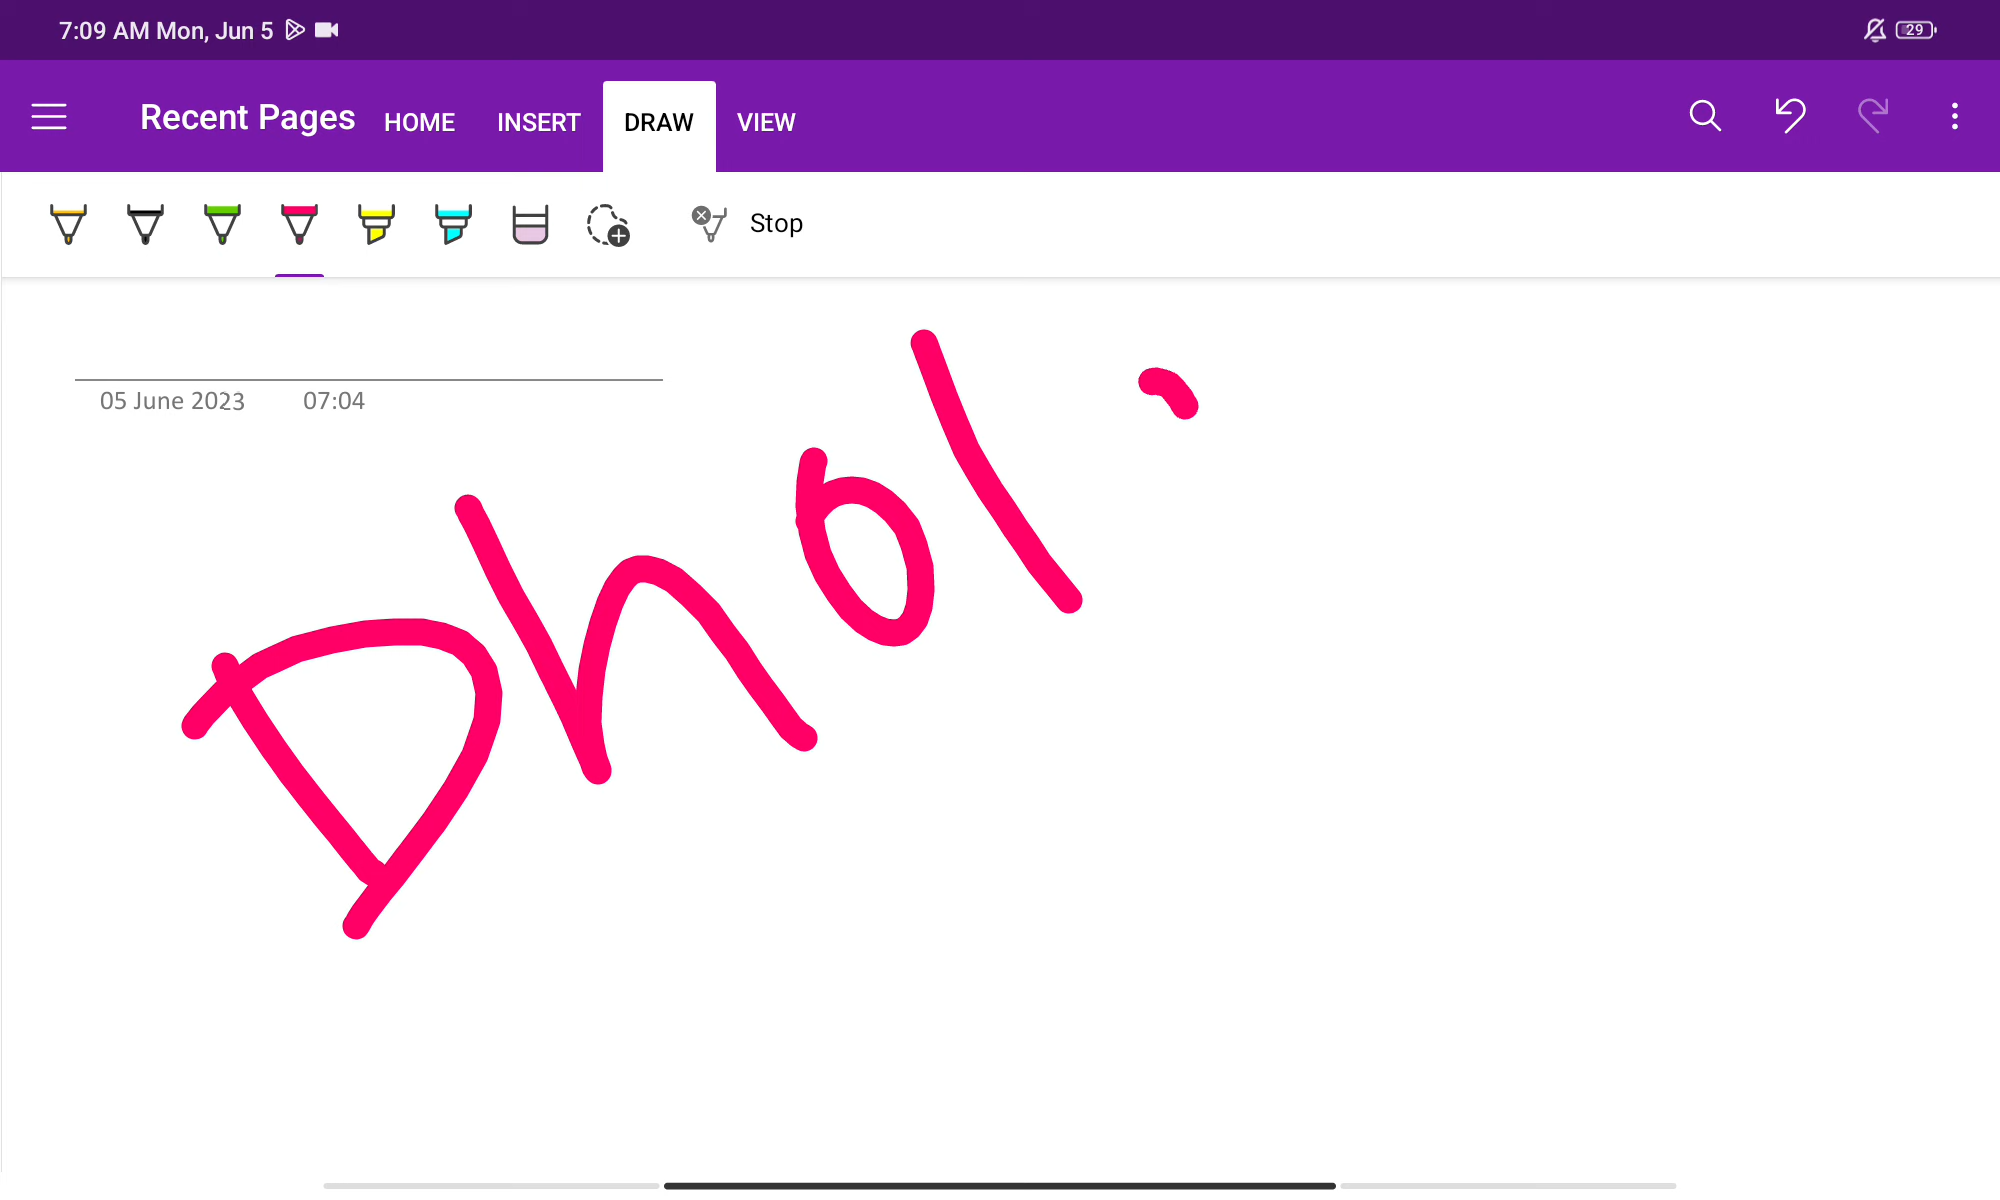 7:09 AM Mon, Jun 5 29
Recent Pages HOME INSERT DRAW VIEW
Stop
05 June 2023 07:04
Dhol.